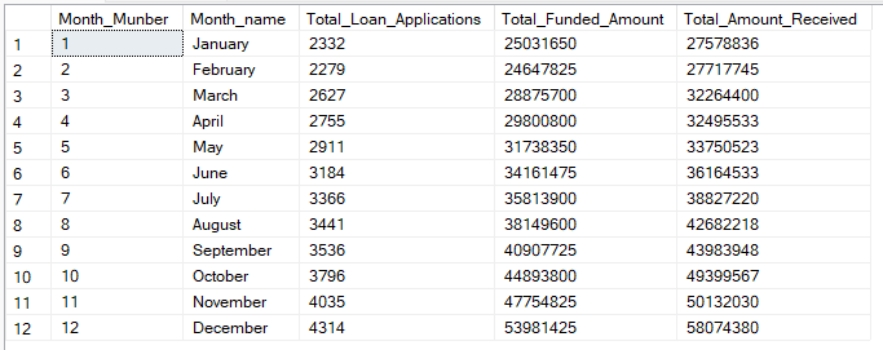 Month_Munber Month_name Total_Loan_Applications Total_Funded_Amount Total_Amount_Received
1 1 January 2332 25031650 27578836
2 2 February 2279 24647825 27717745
3 3 March 2627 28875700 32264400
4 4 April 2755 29800800 32495533
5 5 May 2911 31738350 33750523
6 6 June 3184 34161475 36164533
7 7 July 3366 35813900 38827220
8 8 August 3441 38149600 42682218
9 9 September 3536 40907725 43983948
10 10 October 3796 44893800 49399567
11 11 November 4035 47754825 50132030
12 12 December 4314 53981425 58074380